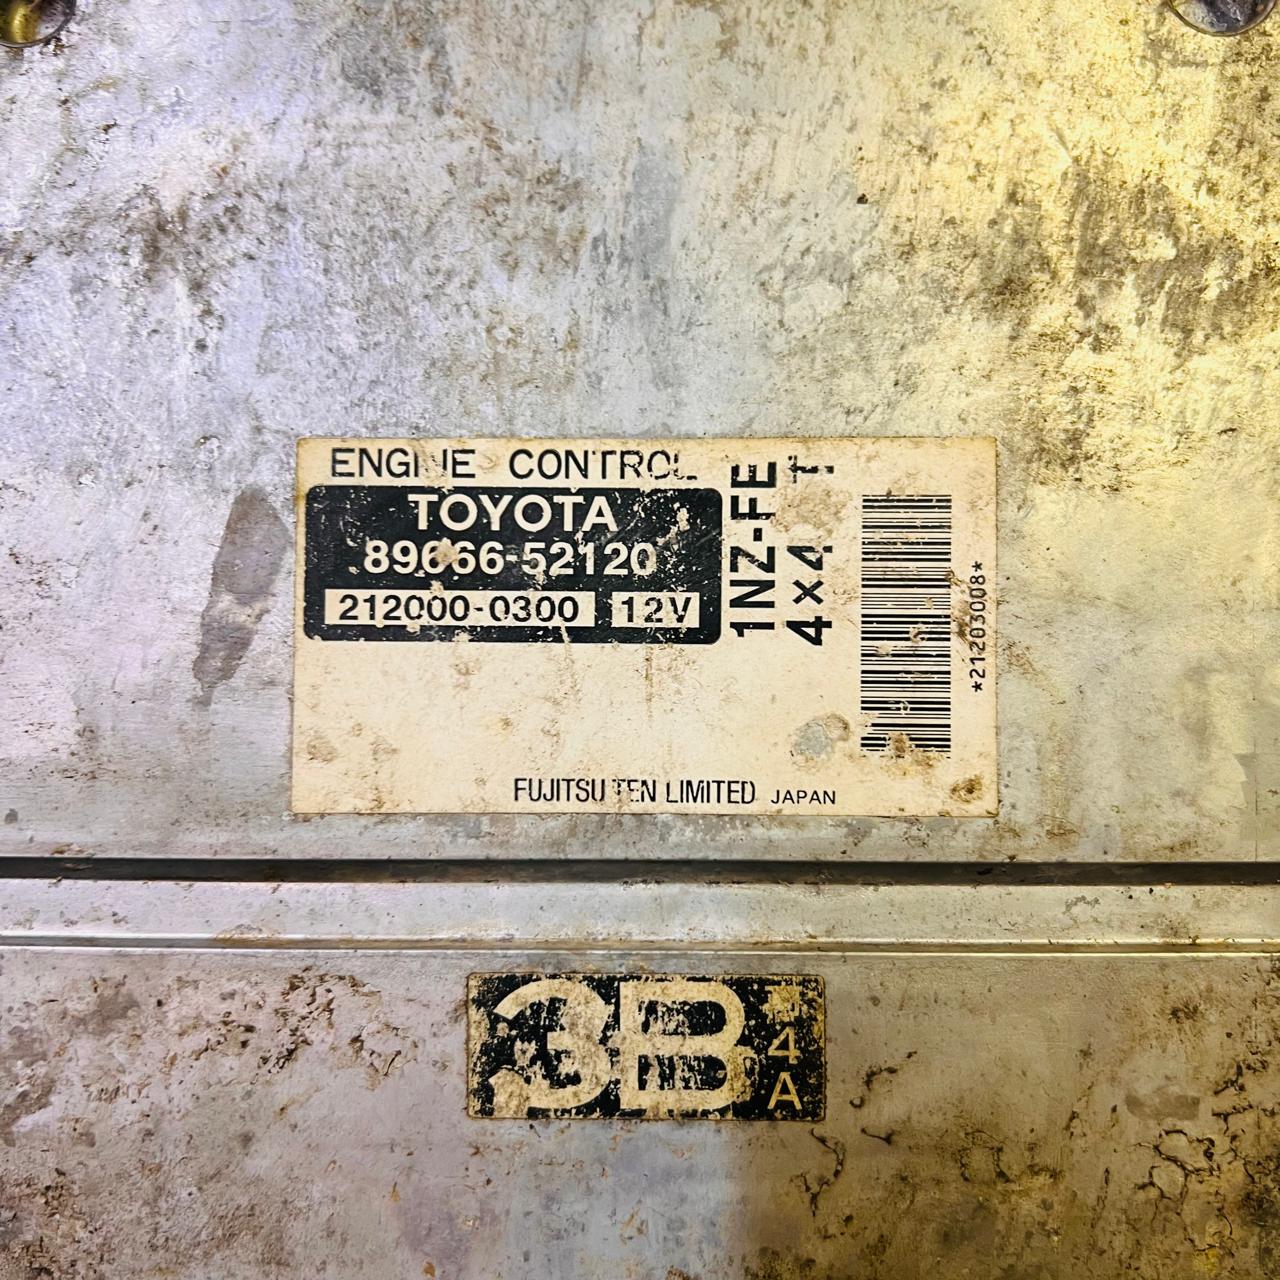 ENGINE CONTROL
TOYOTA
89666-52120
212000-0300 12V
1NZ-FE
4×4
*21203008*
FUJITSU TEN LIMITED JAPAN
3B
4
A